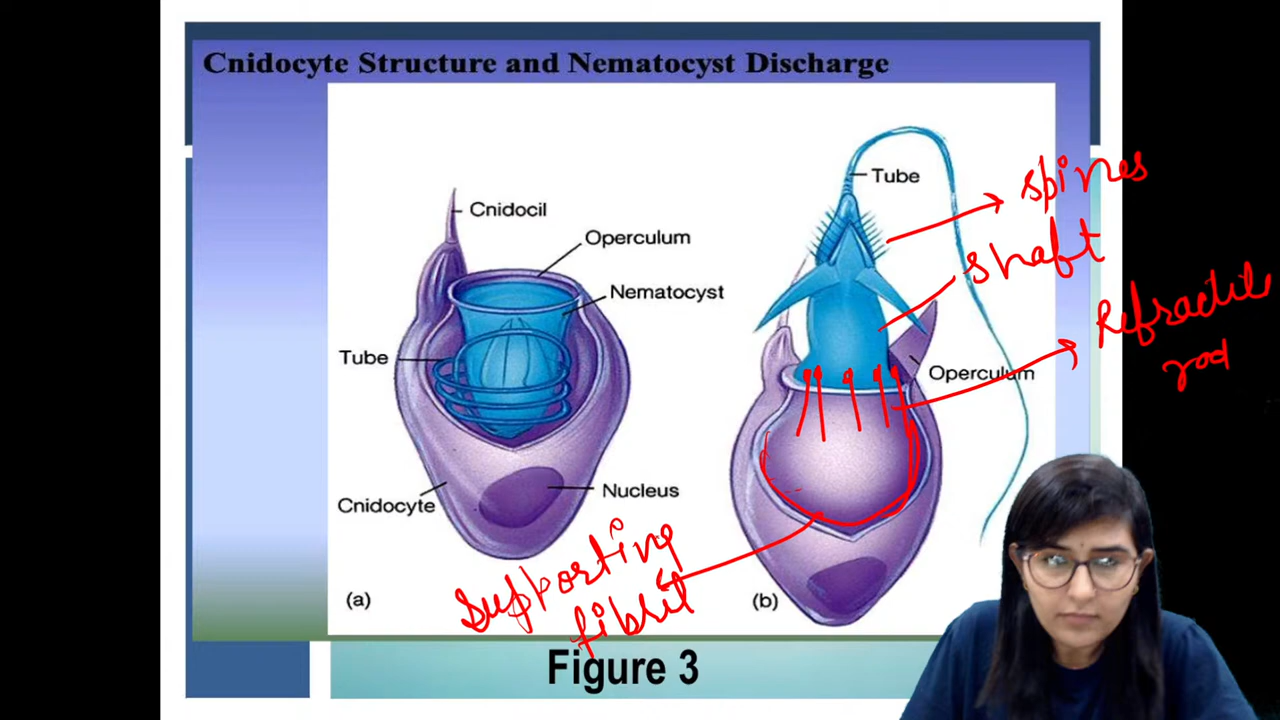 Cnidocyte Structure and Nematocyst Discharge
Cnidocil
Operculum
Nematocyst
Tube
Cnidocyte
Nucleus
(a)
Tube
spines
shaft
Refractile
rod
Operculum
supporting
fibril
(b)
Figure 3